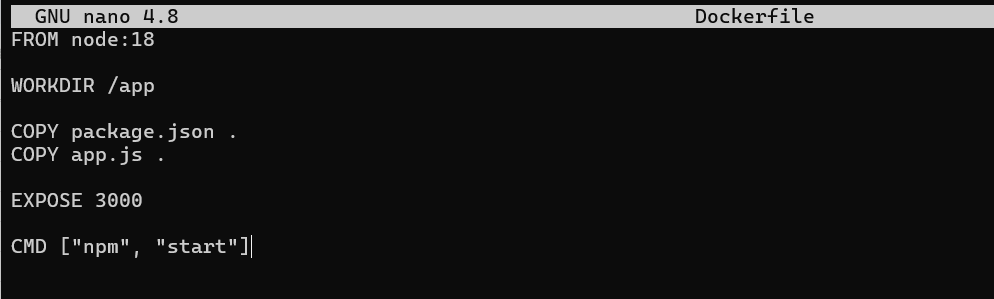 GNU nano 4.8 Dockerfile
FROM node:18
WORKDIR /app
COPY package.json .
COPY app.js .
EXPOSE 3000
CMD ["npm", "start"]